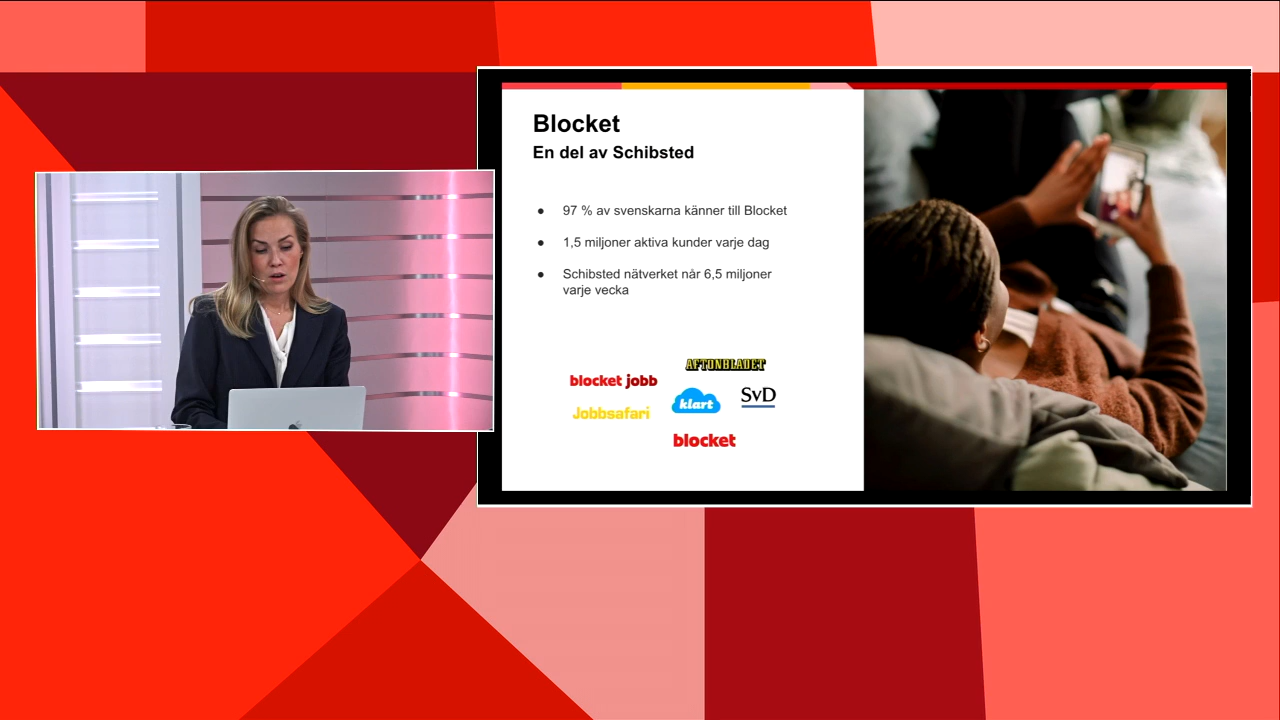 Blocket
En del av Schibsted
● 97 % av svenskarna känner till Blocket
● 1,5 miljoner aktiva kunder varje dag
● Schibsted nätverket når 6,5 miljoner
varje vecka
AFTONBLADET
blocket jobb
klart
SvD
Jobbsafari
blocket